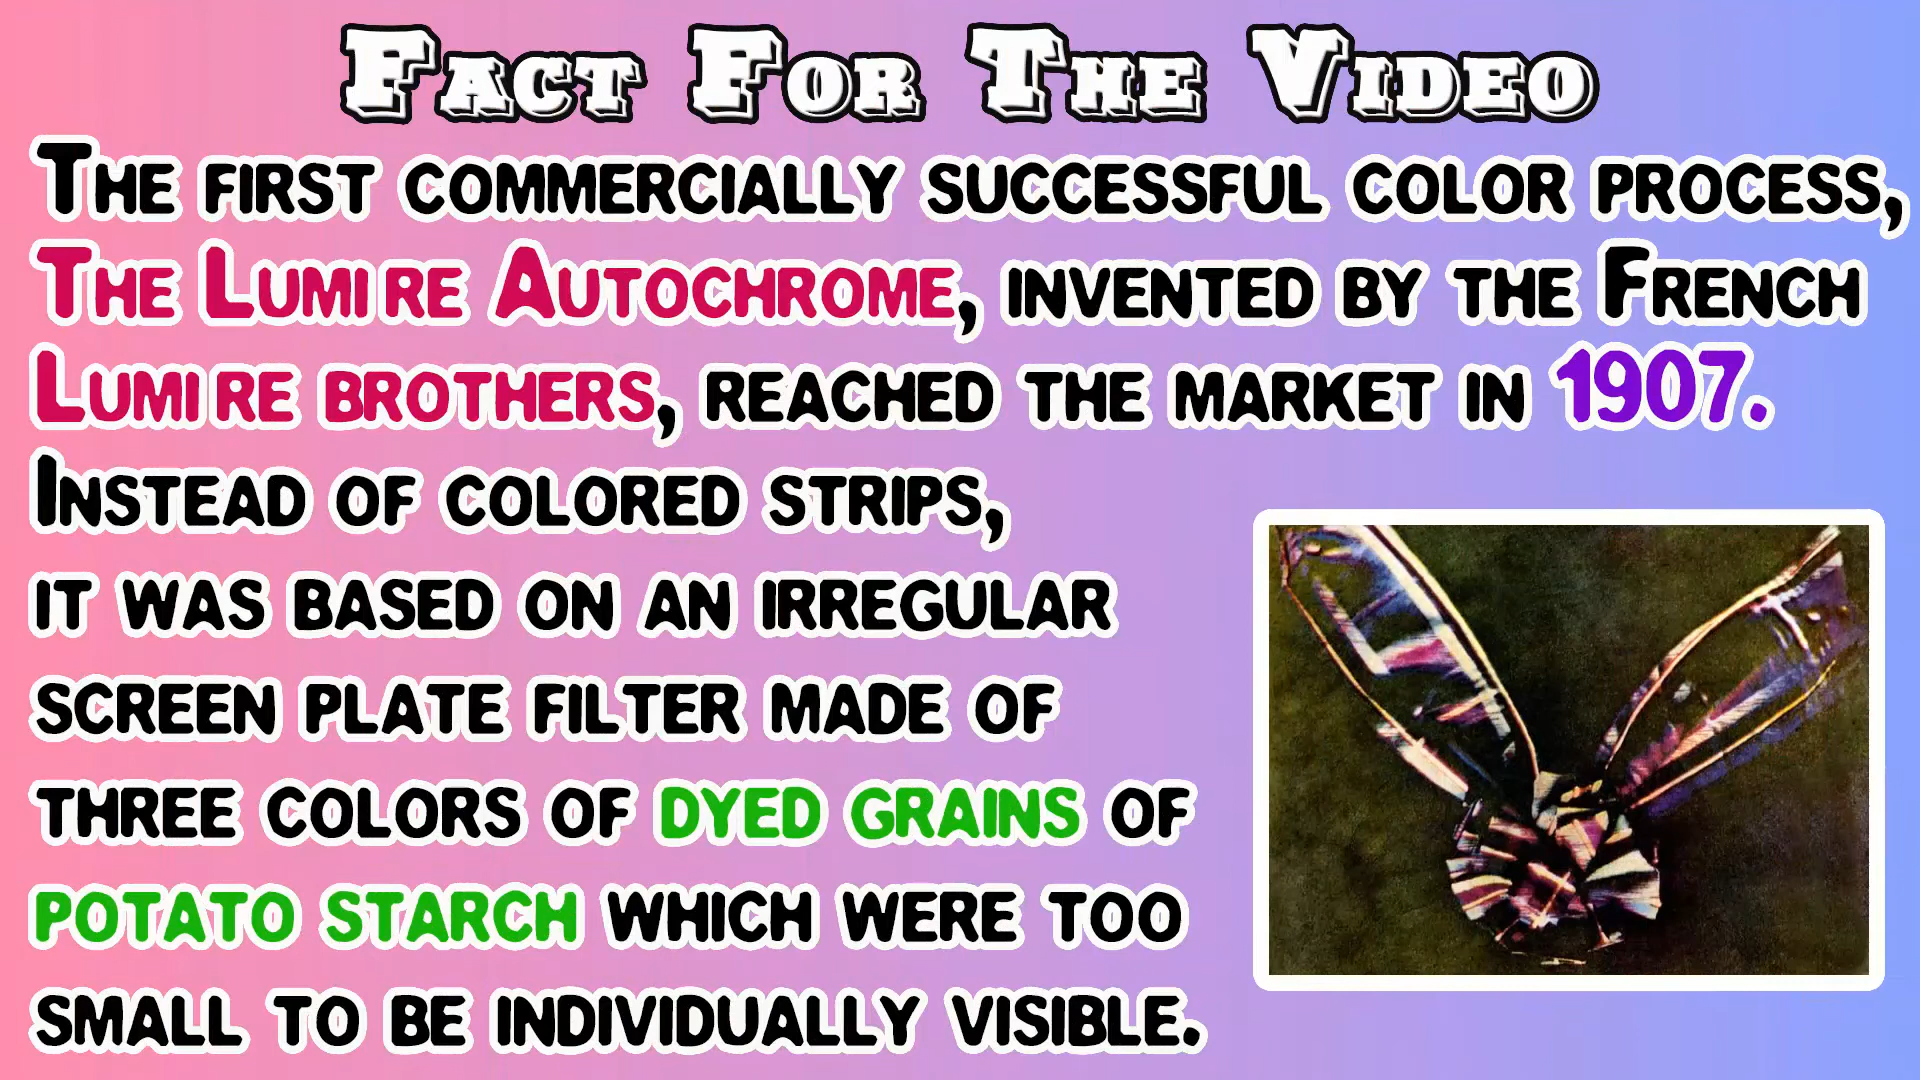 Fact For The Video
The first commercially successful color process,
The Lumi re Autochrome, invented by the French
Lumi re brothers, reached the market in 1907.
Instead of colored strips,
it was based on an irregular
screen plate filter made of
three colors of dyed grains of
potato starch which were too
small to be individually visible.